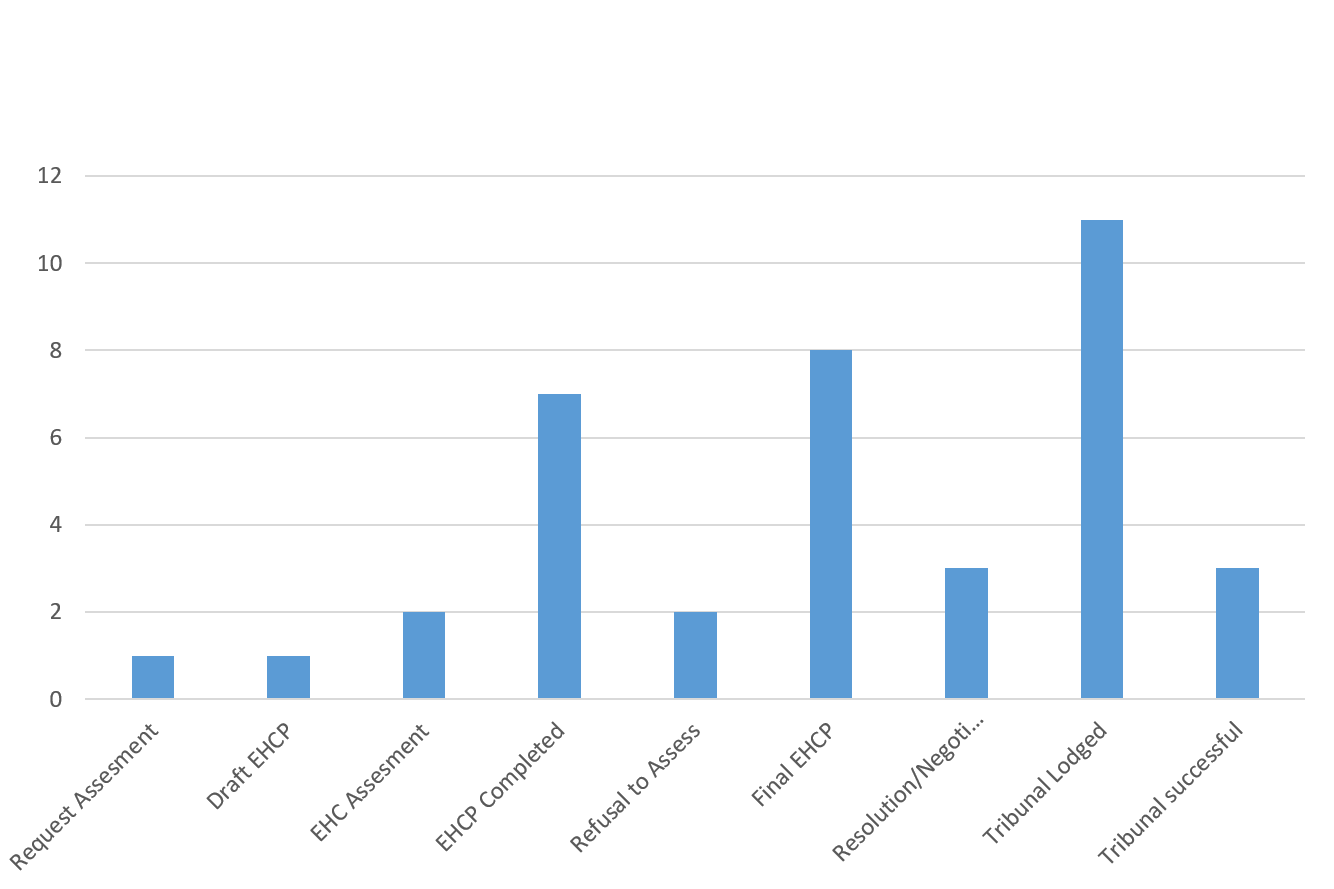 12
10
8
6
4
2
0
Request Assesment
Draft EHCP
EHC Assesment
EHCP Completed
Refusal to Assess
Final EHCP
Resolution/Negoti...
Tribunal Lodged
Tribunal successful